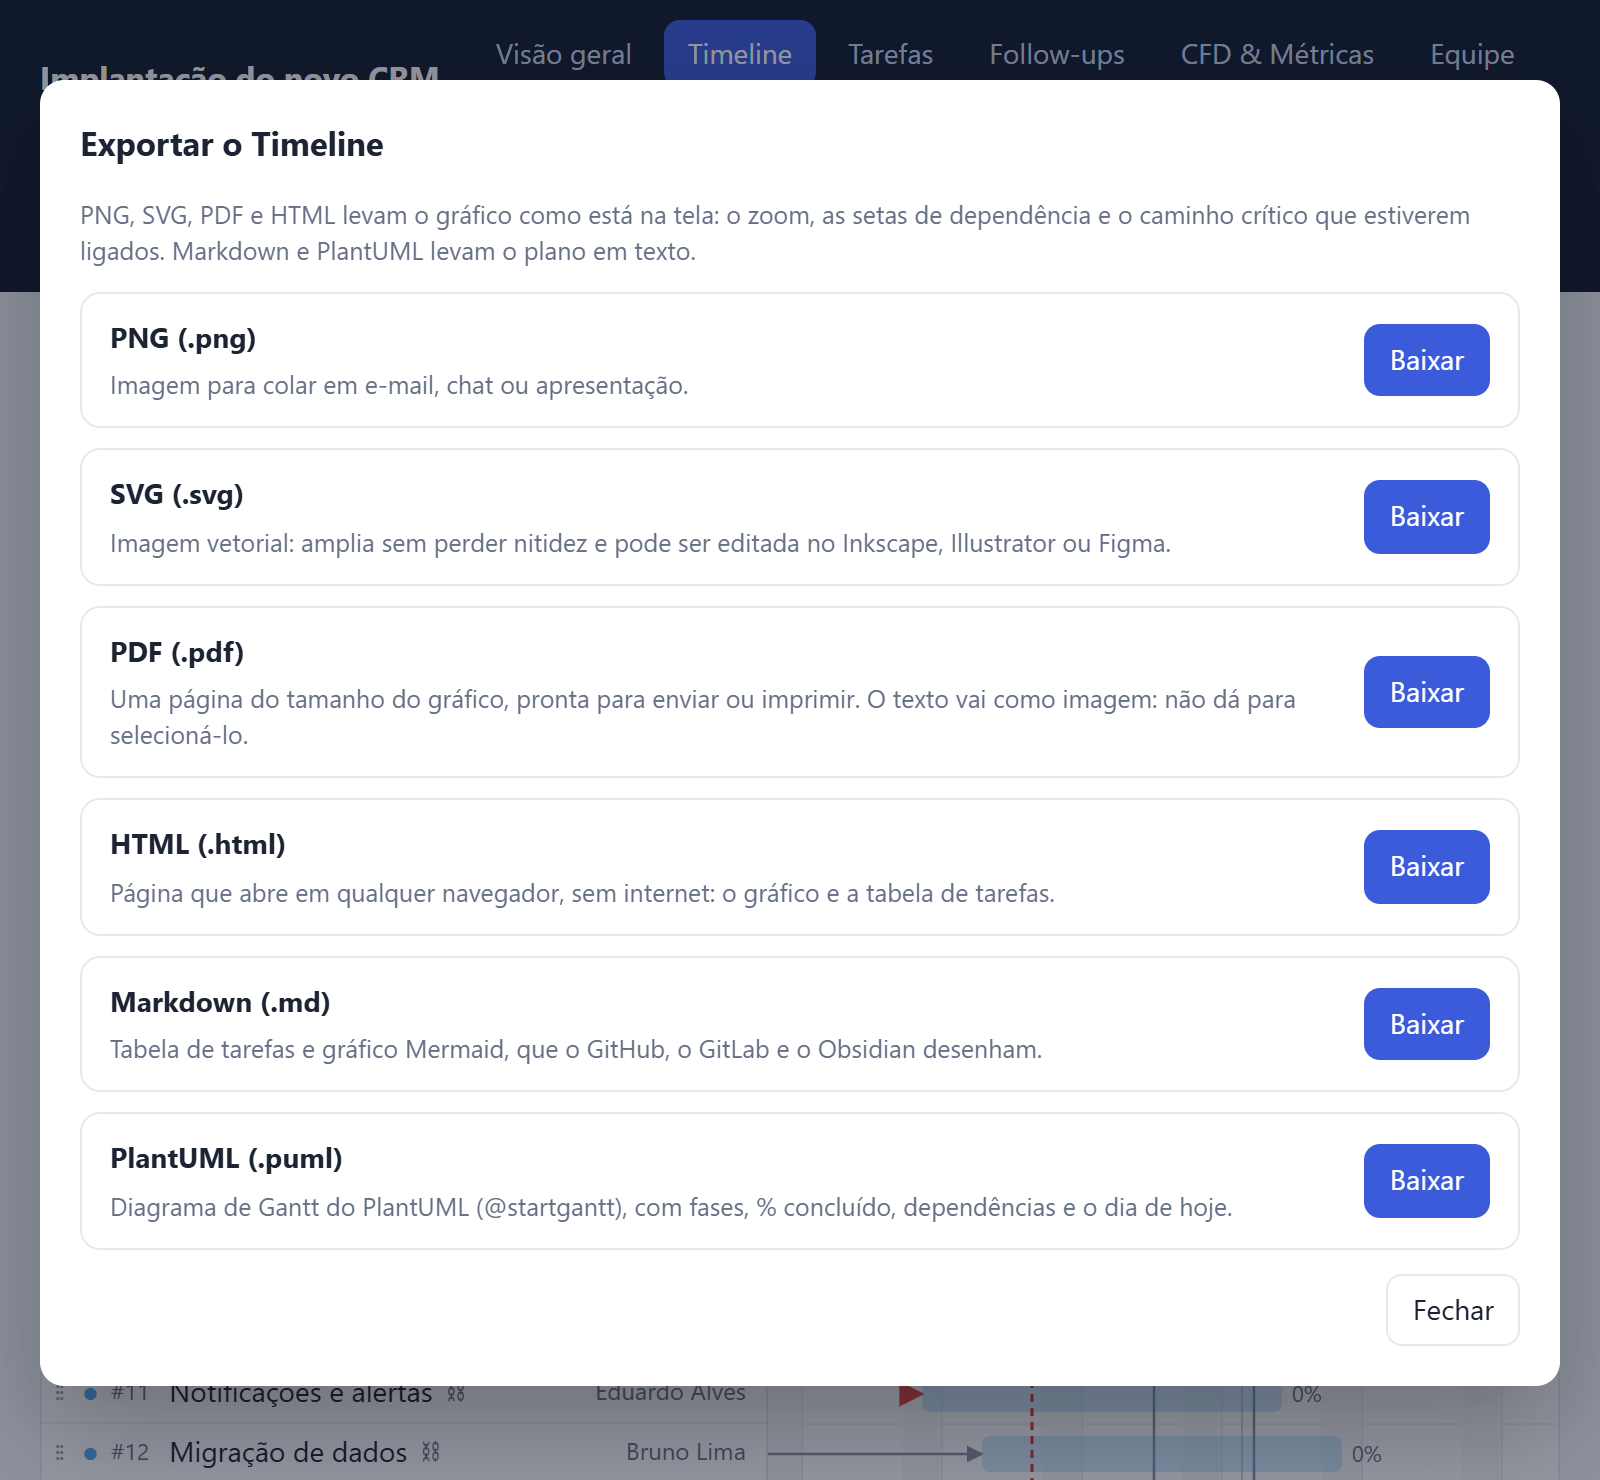 Visão geral
Timeline
Tarefas
Follow-ups
CFD & Métricas
Equipe
Implantação do novo CRM
Exportar o Timeline
PNG, SVG, PDF e HTML levam o gráfico como está na tela: o zoom, as setas de dependência e o caminho crítico que estiverem
ligados. Markdown e PlantUML levam o plano em texto.
PNG (.png)
Imagem para colar em e-mail, chat ou apresentação.
Baixar
SVG (.svg)
Imagem vetorial: amplia sem perder nitidez e pode ser editada no Inkscape, Illustrator ou Figma.
Baixar
PDF (.pdf)
Uma página do tamanho do gráfico, pronta para enviar ou imprimir. O texto vai como imagem: não dá para
selecioná-lo.
Baixar
HTML (.html)
Página que abre em qualquer navegador, sem internet: o gráfico e a tabela de tarefas.
Baixar
Markdown (.md)
Tabela de tarefas e gráfico Mermaid, que o GitHub, o GitLab e o Obsidian desenham.
Baixar
PlantUML (.puml)
Diagrama de Gantt do PlantUML (@startgantt), com fases, % concluído, dependências e o dia de hoje.
Baixar
Fechar
#11 Notificações e alertas Eduardo Alves 0%
#12 Migração de dados Bruno Lima 0%